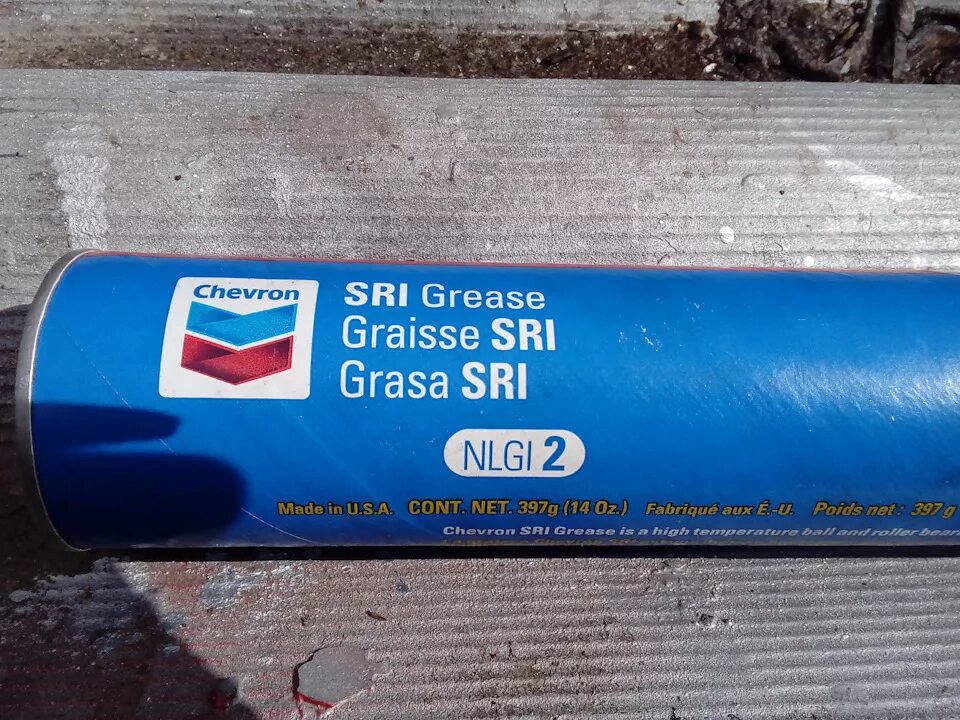 Chevron
SRI Grease
Graisse SRI
Grasa SRI
NLGI 2
Made in U.S.A. CONT. NET. 397g (14 Oz.) Fabriqué aux É.-U. Poids net : 397 g
Chevron SRI Grease is a high temperature ball and roller